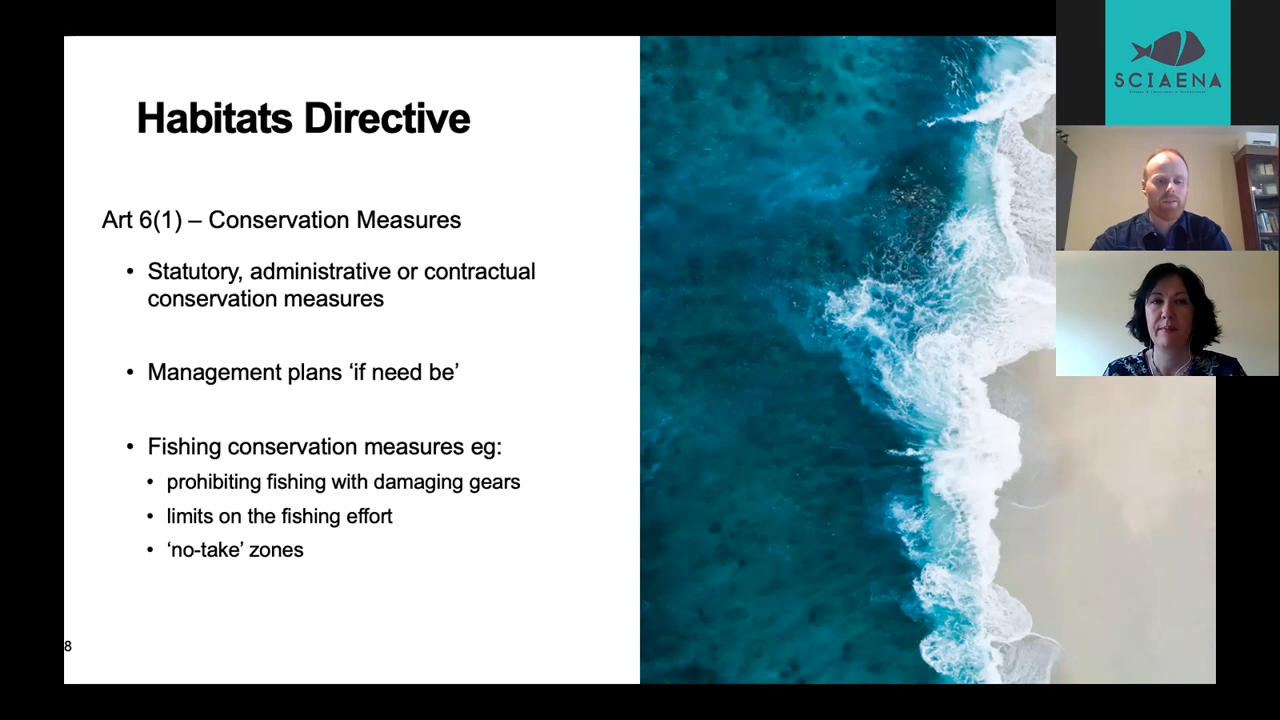 Habitats Directive
Art 6(1) – Conservation Measures
• Statutory, administrative or contractual
conservation measures
• Management plans ‘if need be’
• Fishing conservation measures eg:
• prohibiting fishing with damaging gears
• limits on the fishing effort
• ‘no-take’ zones
8
SCIAENA